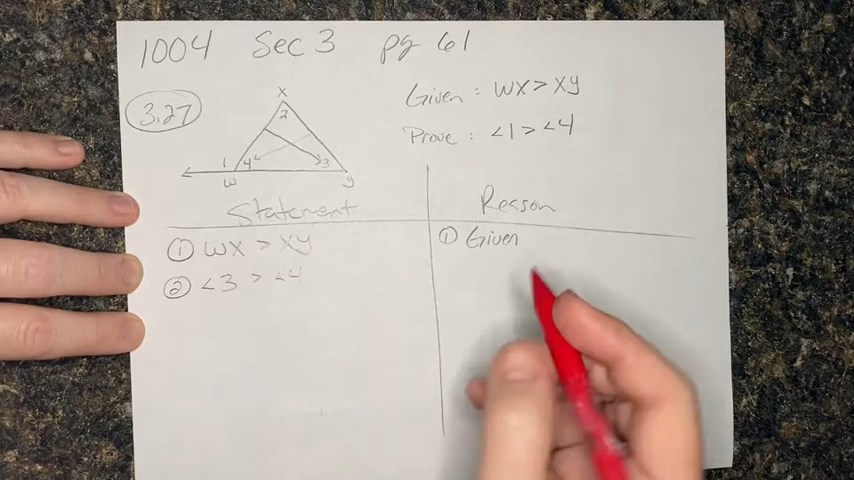 1004 Sec 3 pg 61
3.27
Given : WX > XY
Prove : <1 > <4
X
2
1 4 3
W y
Statement Reason
① WX > XY ① Given
② <3 > <4